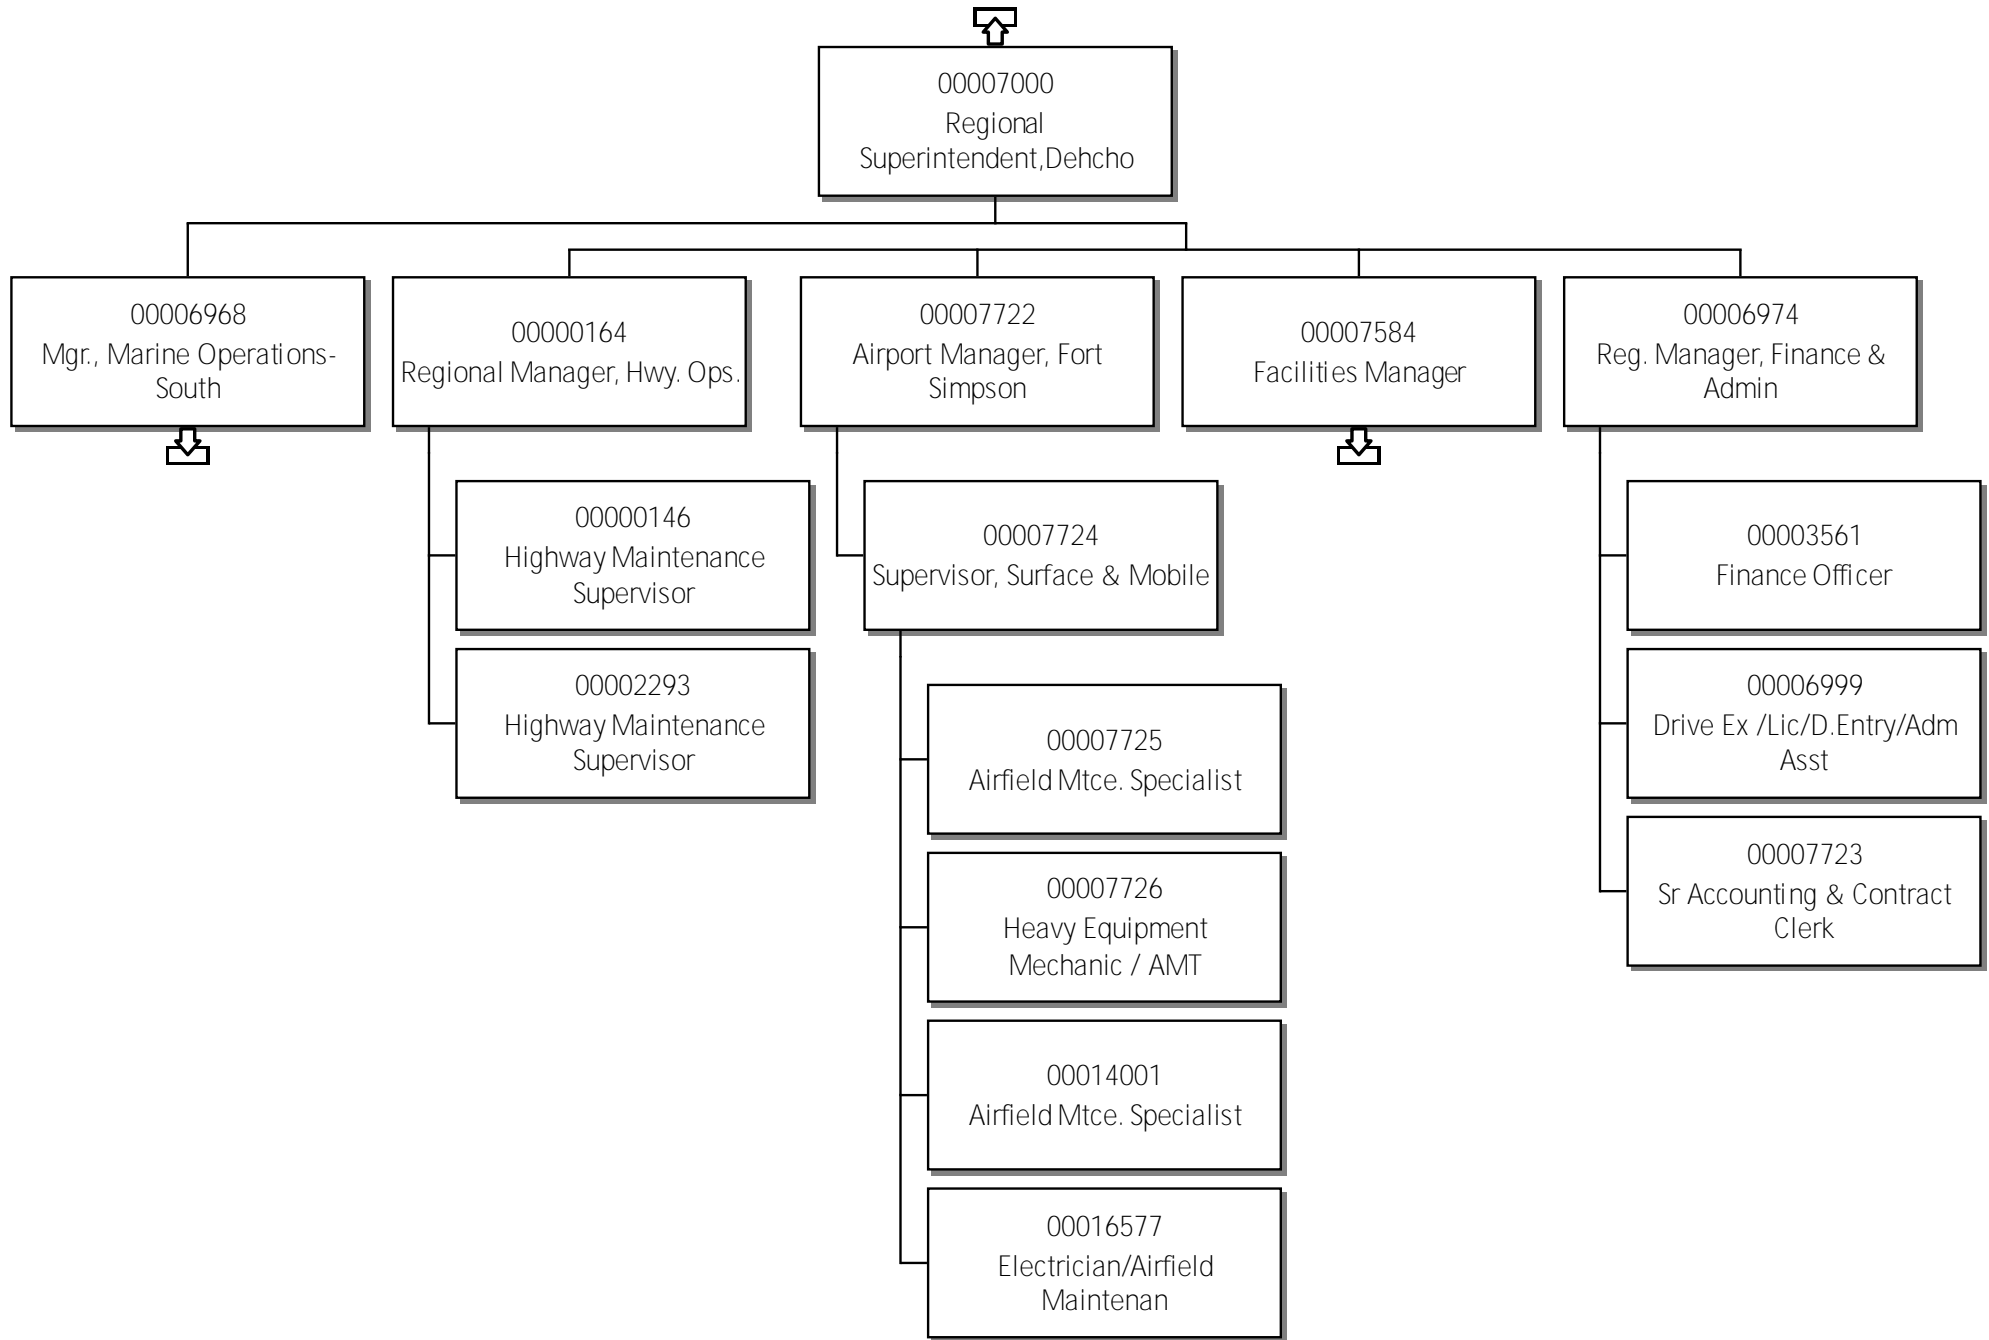 00007000
Regional
Superintendent,Dehcho
00006968
Mgr., Marine Operations-
South
00000164
Regional Manager, Hwy. Ops.
00007722
Airport Manager, Fort
Simpson
00007584
Facilities Manager
00006974
Reg. Manager, Finance &
Admin
00000146
Highway Maintenance
Supervisor
00002293
Highway Maintenance
Supervisor
00007724
Supervisor, Surface & Mobile
00007725
Airfield Mtce. Specialist
00007726
Heavy Equipment
Mechanic / AMT
00014001
Airfield Mtce. Specialist
00016577
Electrician/Airfield
Maintenan
00003561
Finance Officer
00006999
Drive Ex /Lic/D.Entry/Adm
Asst
00007723
Sr Accounting & Contract
Clerk